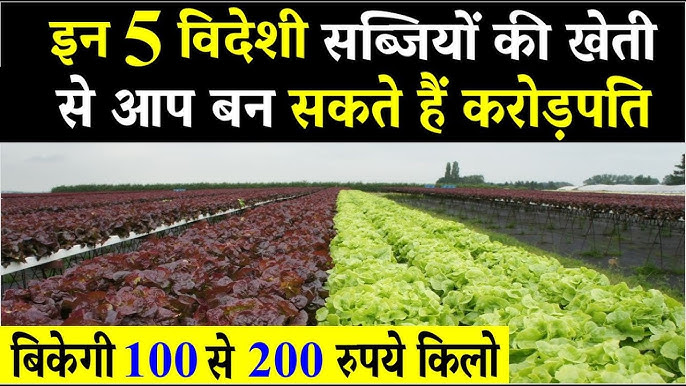 इन 5 विदेशी सब्जियों की खेती
से आप बन सकते हैं करोड़पति
बिकेगी 100 से 200 रुपये किलो